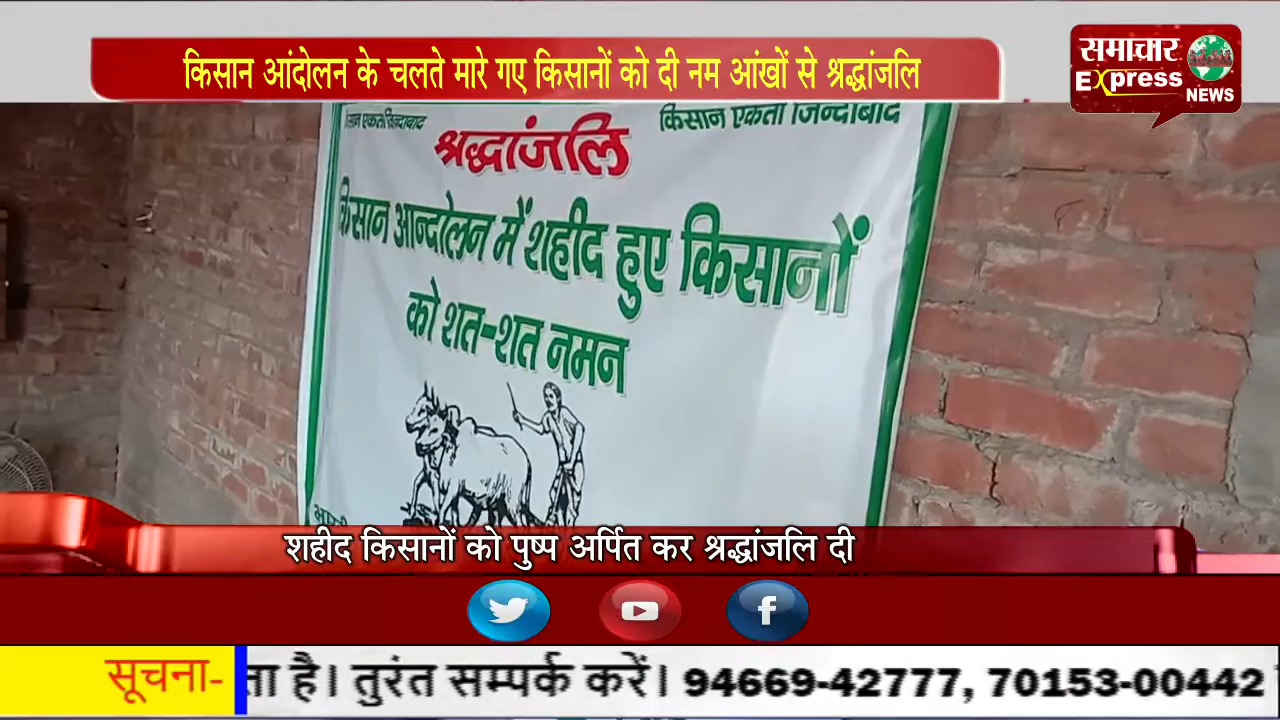 किसान आंदोलन के चलते मारे गए किसानों को दी नम आंखों से श्रद्धांजलि
समाचार
Express
NEWS
किसान एकता जिन्दाबाद
श्रद्धांजलि
किसान आन्दोलन में शहीद हुए किसानों
को शत-शत नमन
शहीद किसानों को पुष्प अर्पित कर श्रद्धांजलि दी
सूचना- है। तुरंत सम्पर्क करें। 94669-42777, 70153-00442